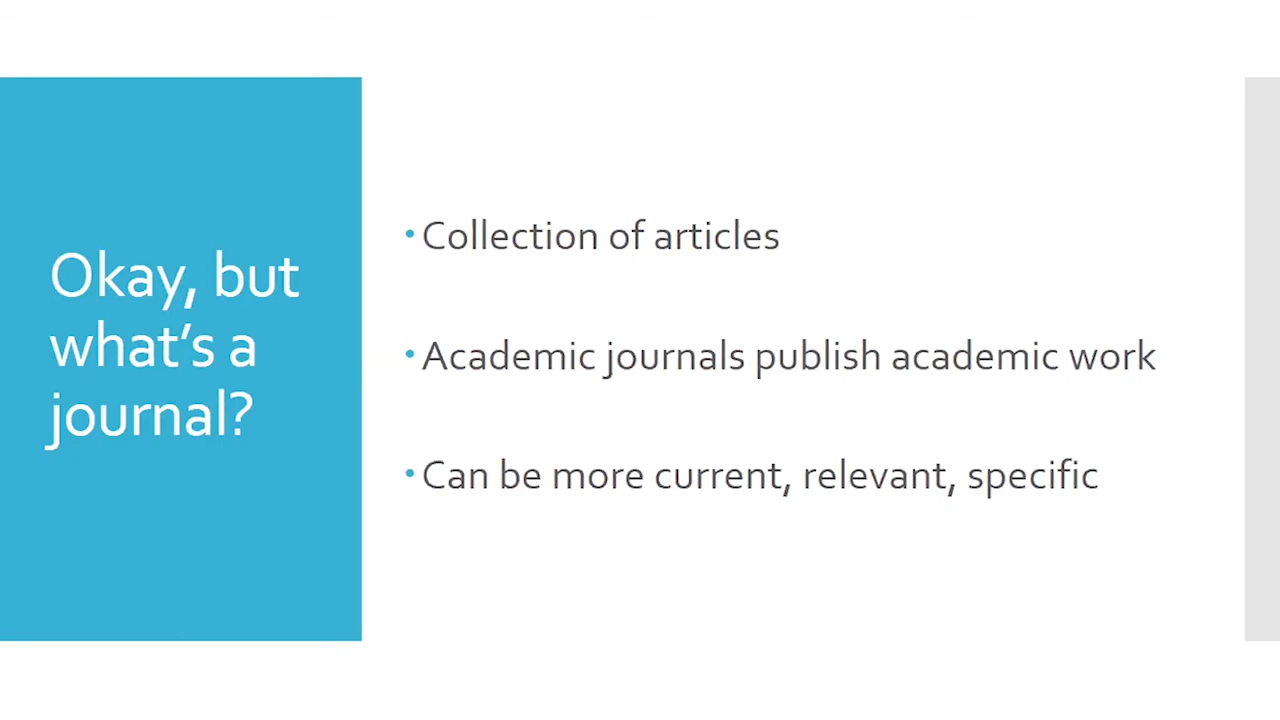 Okay, but
what’s a
journal?
• Collection of articles
• Academic journals publish academic work
• Can be more current, relevant, specific